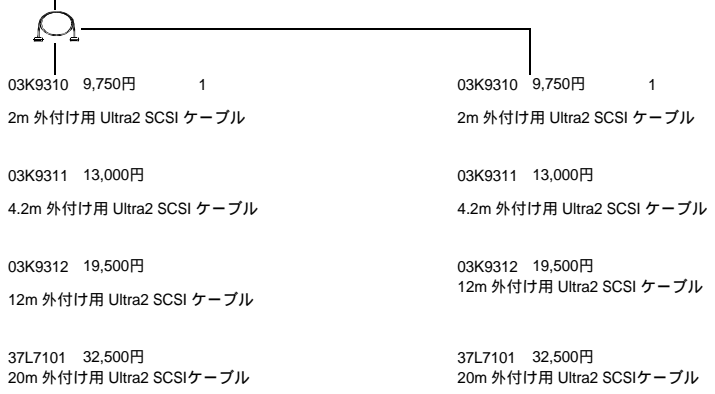 03K9310 9,750円 1
2m 外付け用 Ultra2 SCSI ケーブル
03K9311 13,000円
4.2m 外付け用 Ultra2 SCSI ケーブル
03K9312 19,500円
12m 外付け用 Ultra2 SCSI ケーブル
37L7101 32,500円
20m 外付け用 Ultra2 SCSIケーブル
03K9310 9,750円 1
2m 外付け用 Ultra2 SCSI ケーブル
03K9311 13,000円
4.2m 外付け用 Ultra2 SCSI ケーブル
03K9312 19,500円
12m 外付け用 Ultra2 SCSI ケーブル
37L7101 32,500円
20m 外付け用 Ultra2 SCSIケーブル